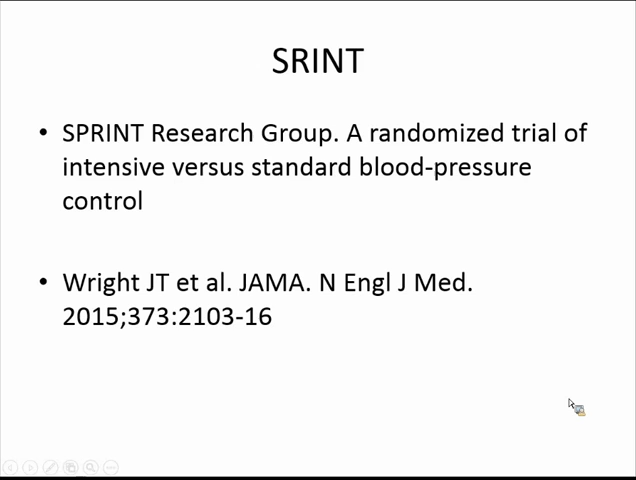 SRINT
• SPRINT Research Group. A randomized trial of
intensive versus standard blood-pressure
control
• Wright JT et al. JAMA. N Engl J Med.
2015;373:2103-16